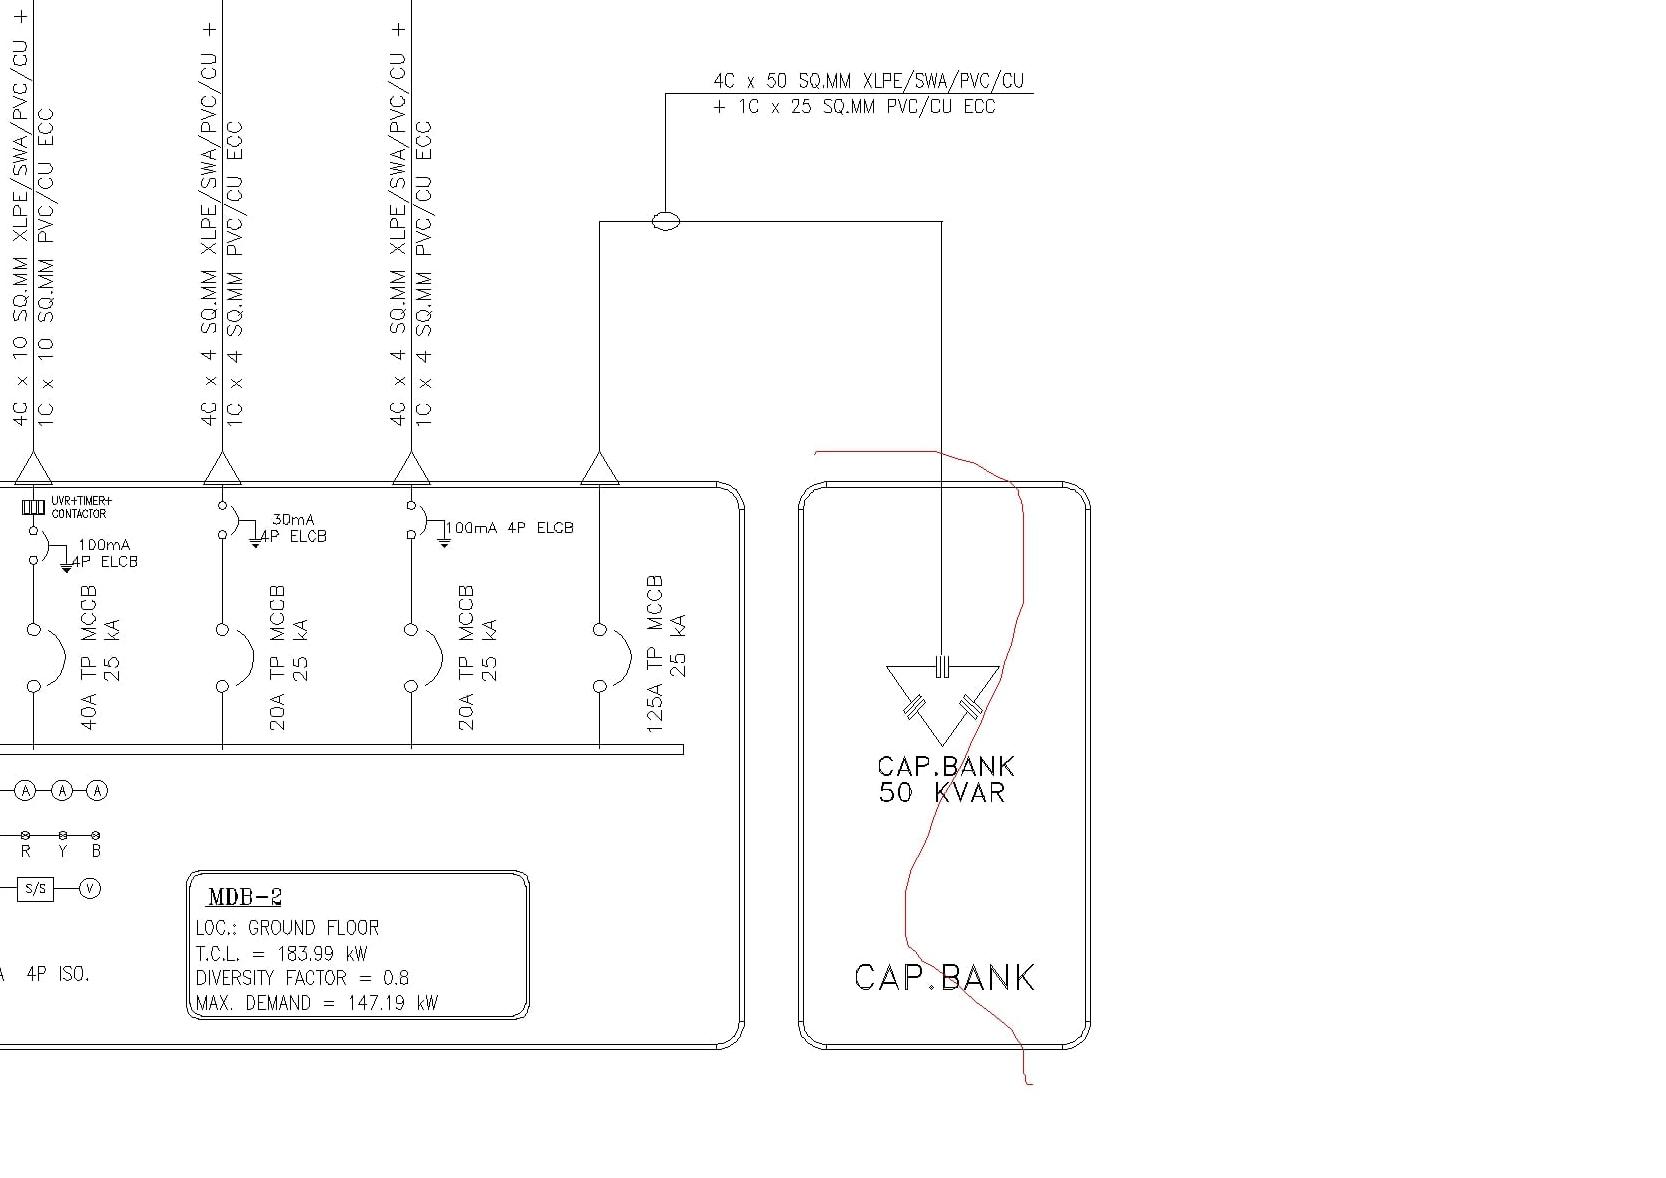 4C x 10 SQ.MM XLPE/SWA/PVC/CU +
1C x 10 SQ.MM PVC/CU ECC
4C x 4 SQ.MM XLPE/SWA/PVC/CU +
1C x 4 SQ.MM PVC/CU ECC
4C x 4 SQ.MM XLPE/SWA/PVC/CU +
1C x 4 SQ.MM PVC/CU ECC
4C x 50 SQ.MM XLPE/SWA/PVC/CU
+ 1C x 25 SQ.MM PVC/CU ECC
UVR+TIMER+
CONTACTOR
100mA
4P ELCB
30mA
4P ELCB
100mA 4P ELCB
40A TP MCCB
25 kA
20A TP MCCB
25 kA
20A TP MCCB
25 kA
125A TP MCCB
25 kA
A A A
R Y B
S/S V
A 4P ISO.
MDB-2
LOC.: GROUND FLOOR
T.C.L. = 183.99 kW
DIVERSITY FACTOR = 0.8
MAX. DEMAND = 147.19 kW
CAP.BANK
50 KVAR
CAP.BANK